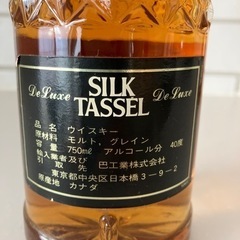 SILK
De Luxe TASSEL De Luxe
品名 ウイスキー
原材料 モルト、グレイン
容量 750ml アルコール分 40度
輸入業者及び
引取先 巴工業株式会社
東京都中央区日本橋3-9-2
原産地 カナダ